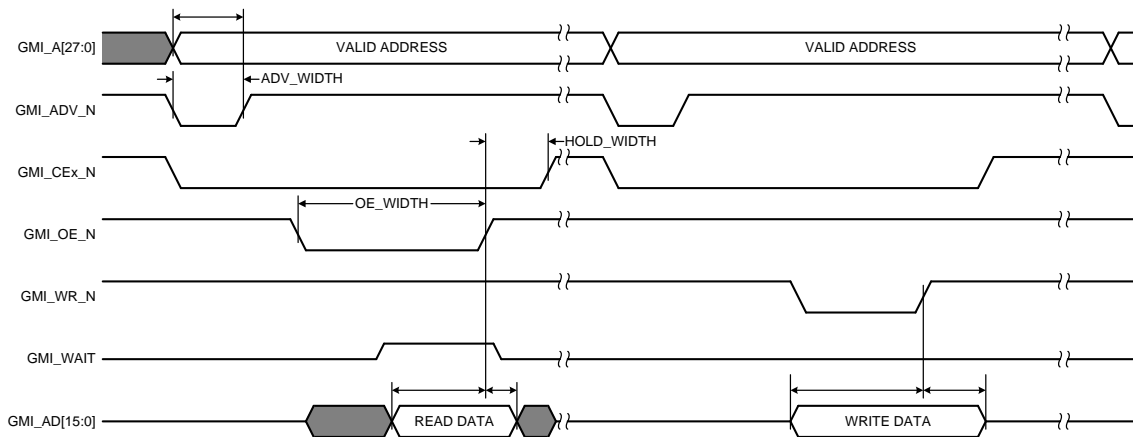 GMI_A[27:0]
VALID ADDRESS
VALID ADDRESS
ADV_WIDTH
GMI_ADV_N
HOLD_WIDTH
GMI_CEx_N
OE_WIDTH
GMI_OE_N
GMI_WR_N
GMI_WAIT
GMI_AD[15:0]
READ DATA
WRITE DATA